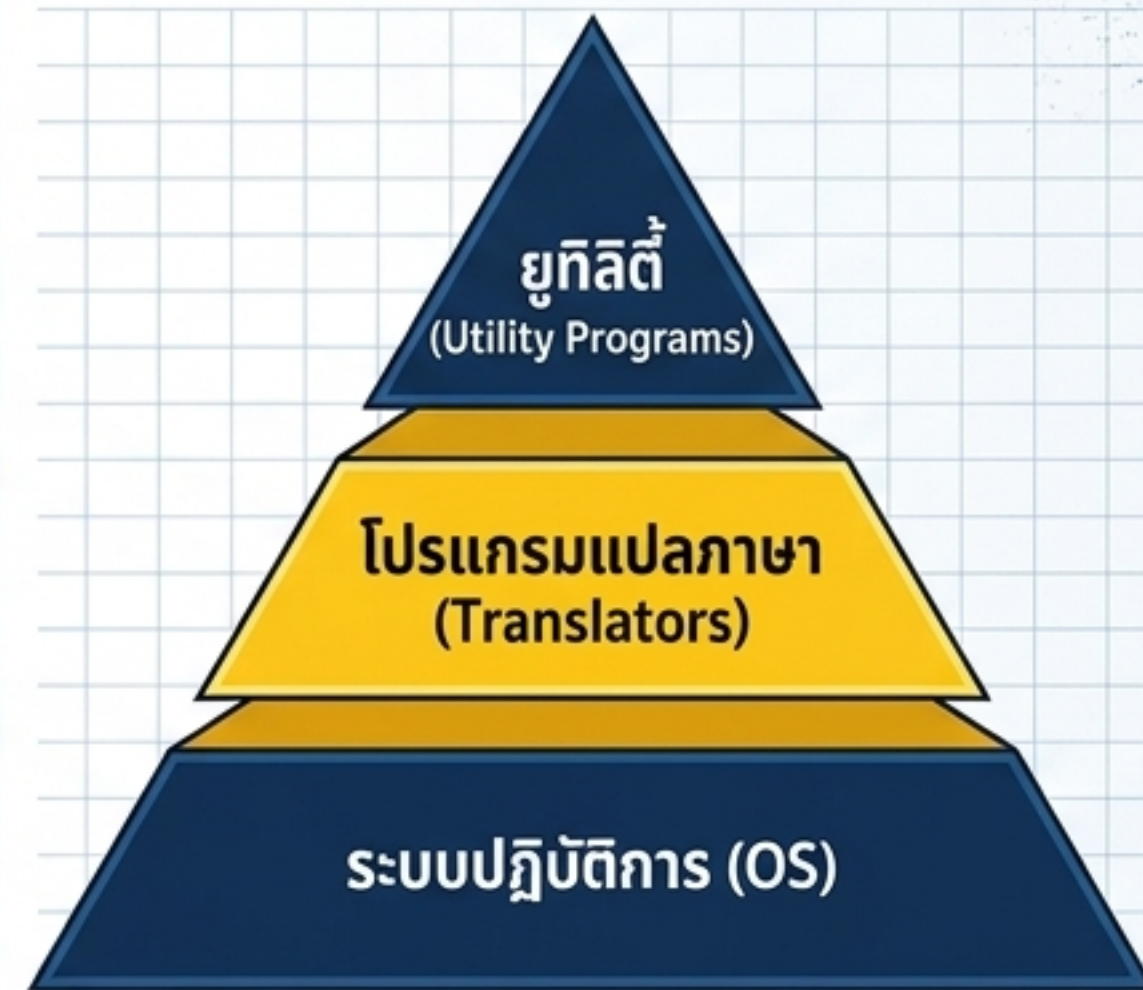 ยูทิลิตี้
(Utility Programs)
โปรแกรมแปลภาษา
(Translators)
ระบบปฏิบัติการ (OS)